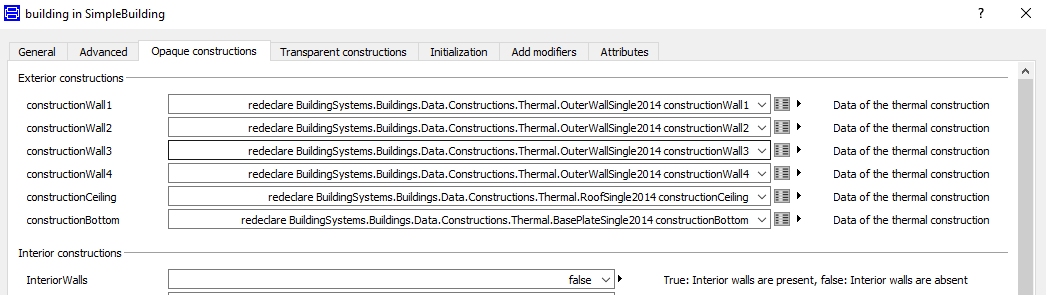 building in SimpleBuilding ? ×
General Advanced Opaque constructions Transparent constructions Initialization Add modifiers Attributes
Exterior constructions
constructionWall1 redeclare BuildingSystems.Buildings.Data.Constructions.Thermal.OuterWallSingle2014 constructionWall1 Data of the thermal construction
constructionWall2 redeclare BuildingSystems.Buildings.Data.Constructions.Thermal.OuterWallSingle2014 constructionWall2 Data of the thermal construction
constructionWall3 redeclare BuildingSystems.Buildings.Data.Constructions.Thermal.OuterWallSingle2014 constructionWall3 Data of the thermal construction
constructionWall4 redeclare BuildingSystems.Buildings.Data.Constructions.Thermal.OuterWallSingle2014 constructionWall4 Data of the thermal construction
constructionCeiling redeclare BuildingSystems.Buildings.Data.Constructions.Thermal.RoofSingle2014 constructionCeiling Data of the thermal construction
constructionBottom redeclare BuildingSystems.Buildings.Data.Constructions.Thermal.BasePlateSingle2014 constructionBottom Data of the thermal construction
Interior constructions
InteriorWalls false True: Interior walls are present, false: Interior walls are absent